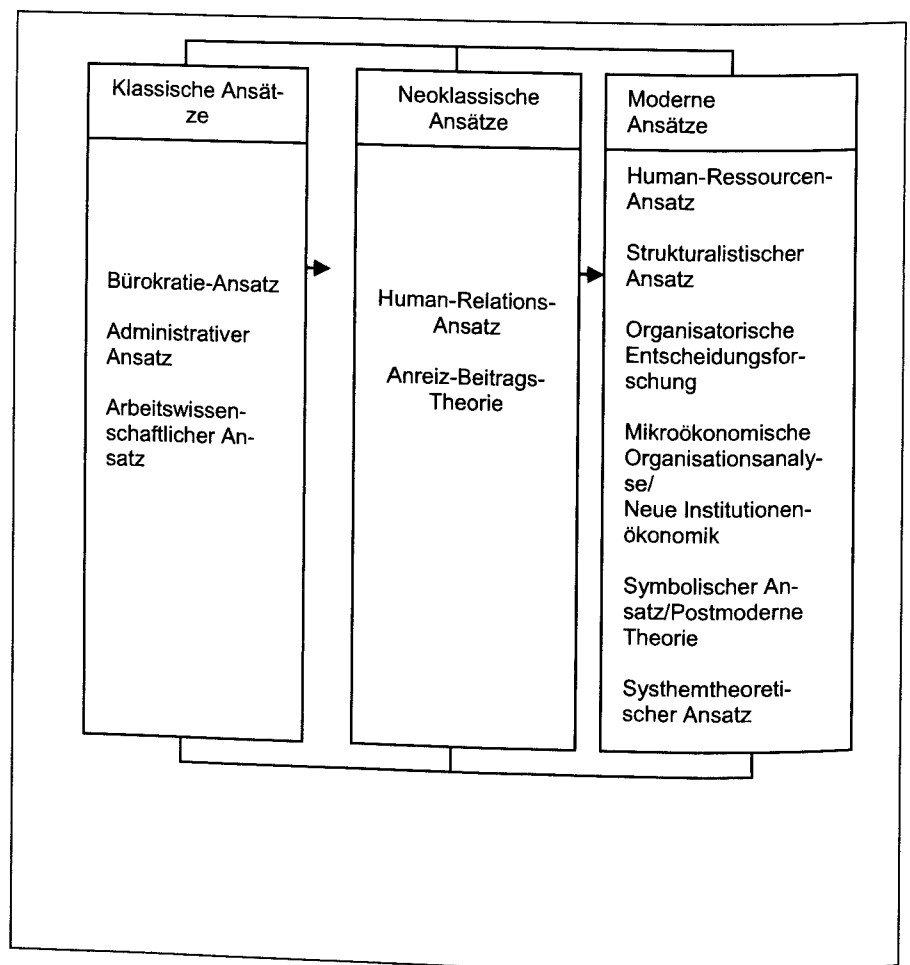 Klassische Ansät-
ze
Bürokratie-Ansatz
Administrativer
Ansatz
Arbeitswissen-
schaftlicher An-
satz
Neoklassische
Ansätze
Human-Relations-
Ansatz
Anreiz-Beitrags-
Theorie
Moderne
Ansätze
Human-Ressourcen-
Ansatz
Strukturalistischer
Ansatz
Organisatorische
Entscheidungsfor-
schung
Mikroökonomische
Organisationsanaly-
se/
Neue Institutionen-
ökonomik
Symbolischer An-
satz/Postmoderne
Theorie
Systhemtheoreti-
scher Ansatz